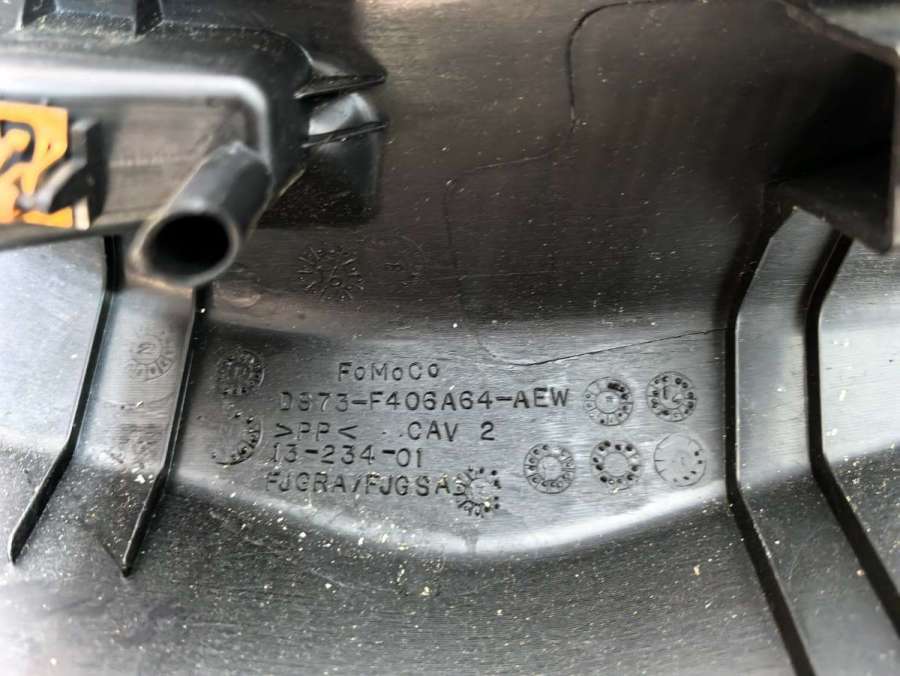 FoMoCo
DS73-F406A64-AEW
>PP< CAV 2
13-234-01
FJGRA/FJGSA